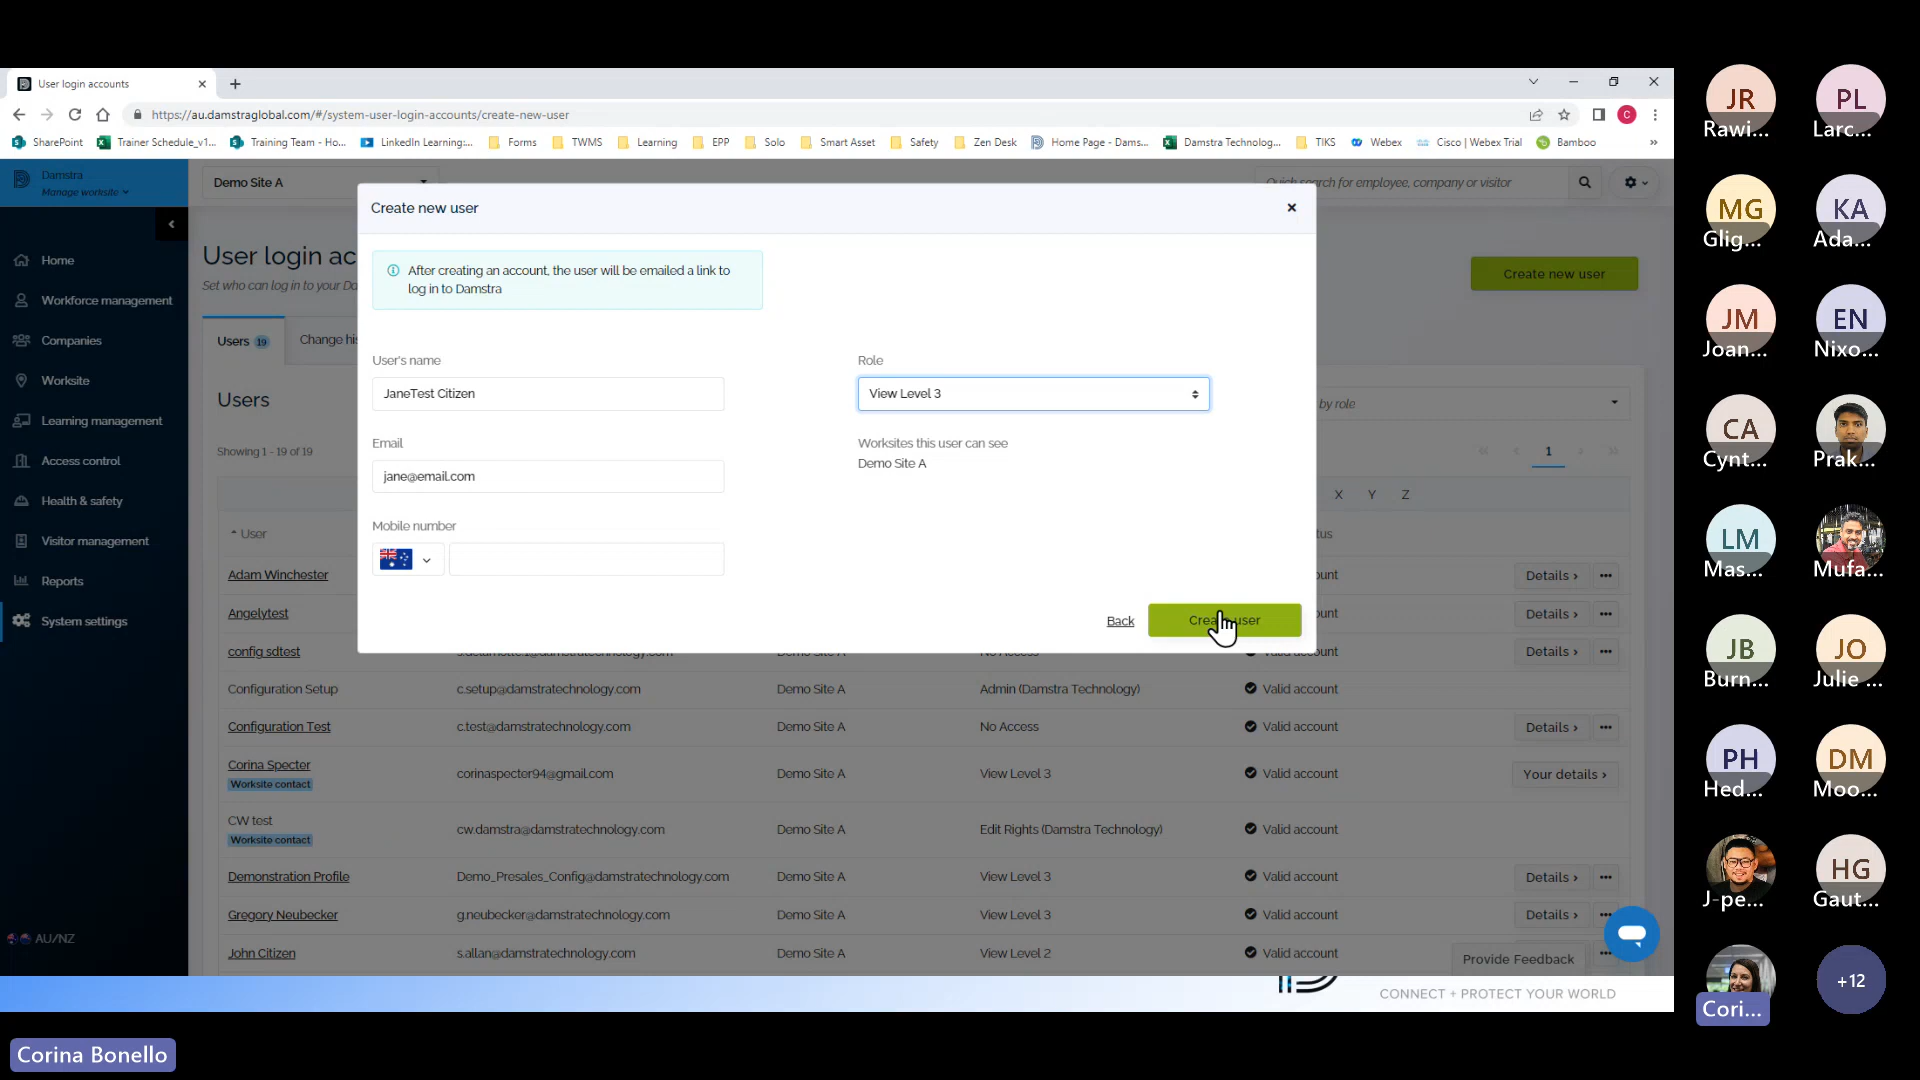 User login accounts
https://au.damstraglobal.com/#/system-user-login-accounts/create-new-user
SharePoint
Trainer Schedule_v1...
Training Team - Ho...
LinkedIn Learning:...
Forms
TWMS
Learning
EPP
Solo
Smart Asset
Safety
Zen Desk
Home Page - Dams...
Damstra Technolog...
TIKS
Webex
Cisco | Webex Trial
Bamboo
»
C
Damstra
Manage worksite
Demo Site A
Quick search for employee, company or visitor
Home
Workforce management
Companies
Worksite
Learning management
Access control
Health & safety
Visitor management
Reports
System settings
AU/NZ
User login ac
Set who can log in to your Da
Create new user
Users 19
Change his
Users
by role
Showing 1 - 19 of 19
1
X Y Z
User
tus
Create new user
After creating an account, the user will be emailed a link to
log in to Damstra
User's name
JaneTest Citizen
Role
View Level 3
Email
jane@email.com
Worksites this user can see
Demo Site A
Mobile number
Back
Create user
Adam Winchester ount Details ›
Angelytest ount Details ›
config sdtest Details ›
Configuration Setup c.setup@damstratechnology.com Demo Site A Admin (Damstra Technology) Valid account
Configuration Test c.test@damstratechnology.com Demo Site A No Access Valid account Details ›
Corina Specter corinaspecter94@gmail.com Demo Site A View Level 3 Valid account Your details ›
Worksite contact
CW test cw.damstra@damstratechnology.com Demo Site A Edit Rights (Damstra Technology) Valid account
Worksite contact
Demonstration Profile Demo_Presales_Config@damstratechnology.com Demo Site A View Level 3 Valid account Details ›
Gregory Neubecker g.neubecker@damstratechnology.com Demo Site A View Level 3 Valid account Details ›
John Citizen s.allan@damstratechnology.com Demo Site A View Level 2 Valid account
Provide Feedback
CONNECT + PROTECT YOUR WORLD
Corina Bonello
JR
Rawi...
PL
Larc...
MG
Glig...
KA
Ada...
JM
Joan...
EN
Nixo...
CA
Cynt...
Prak...
LM
Mas...
Mufa...
JB
Burn...
JO
Julie ...
PH
Hed...
DM
Moo...
J-pe...
HG
Gaut...
Cori...
+12